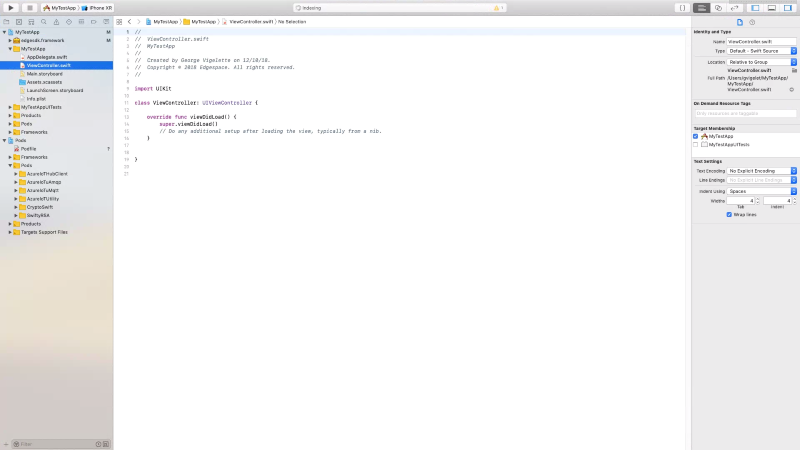 MyTestApp
iPhone XR
Indexing
1
MyTestApp
MyTestApp
ViewController.swift
No Selection
MyTestApp
M
edgesdk.framework
M
MyTestApp
AppDelegate.swift
ViewController.swift
Main.storyboard
Assets.xcassets
LaunchScreen.storyboard
Info.plist
MyTestAppUITests
Products
Pods
Frameworks
Pods
Podfile
?
Frameworks
Pods
AzureIoTHubClient
AzureIoTuAmqp
AzureIoTuMqtt
AzureIoTUtility
CryptoSwift
SwiftyRSA
Products
Targets Support Files
Filter
1 //
2 // ViewController.swift
3 // MyTestApp
4 //
5 // Created by George Vigelette on 12/10/18.
6 // Copyright © 2018 Edgespace. All rights reserved.
7 //
8
9 import UIKit
10
11 class ViewController: UIViewController {
12
13 override func viewDidLoad() {
14 super.viewDidLoad()
15 // Do any additional setup after loading the view, typically from a nib.
16 }
17
18
19 }
20
21
Identity and Type
Name ViewController.swift
Type Default - Swift Source
Location Relative to Group
ViewController.swift
Full Path /Users/gvigelet/MyTestApp/
MyTestApp/
ViewController.swift
On Demand Resource Tags
Only resources are taggable
Target Membership
MyTestApp
MyTestAppUITests
Text Settings
Text Encoding No Explicit Encoding
Line Endings No Explicit Line Endings
Indent Using Spaces
Widths 4 4
Tab Indent
Wrap lines